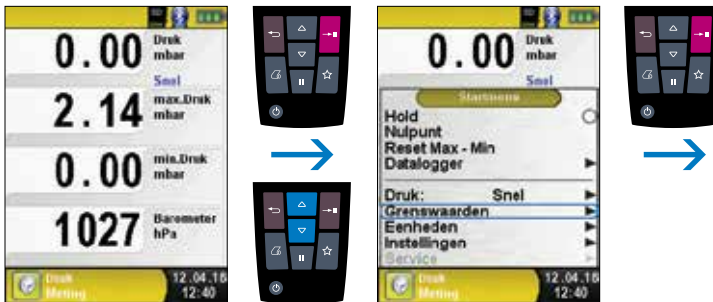 0.00 Druk mbar
Snel
2.14 max.Druk mbar
0.00 min.Druk mbar
1027 Barometer hPa
Druk Meting 12.04.16 12:40
0.00 Druk mbar
Snel
Startmenu
Hold
Nulpunt
Reset Max - Min
Datalogger
Druk: Snel
Grenswaarden
Eenheden
Instellingen
Service
Druk Meting 12.04.16 12:40